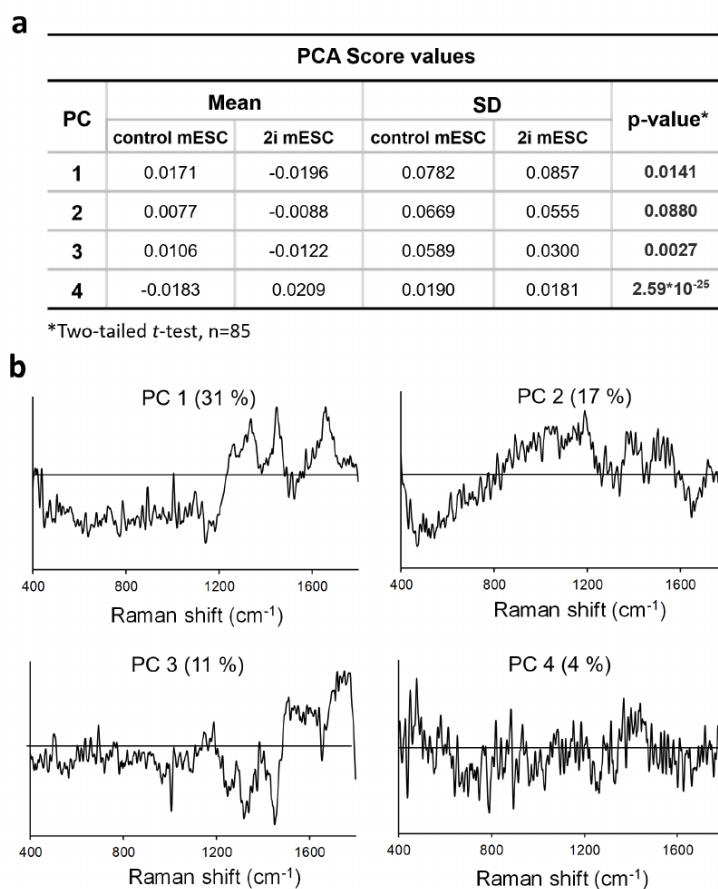 a
PCA Score values
PC Mean SD p-value*
control mESC 2i mESC control mESC 2i mESC
1 0.0171 -0.0196 0.0782 0.0857 0.0141
2 0.0077 -0.0088 0.0669 0.0555 0.0880
3 0.0106 -0.0122 0.0589 0.0300 0.0027
4 -0.0183 0.0209 0.0190 0.0181 2.59*10⁻²⁵
*Two-tailed t-test, n=85
b
PC 1 (31 %) PC 2 (17 %)
400 800 1200 1600 400 800 1200 1600
Raman shift (cm⁻¹) Raman shift (cm⁻¹)
PC 3 (11 %) PC 4 (4 %)
400 800 1200 1600 400 800 1200 1600
Raman shift (cm⁻¹) Raman shift (cm⁻¹)